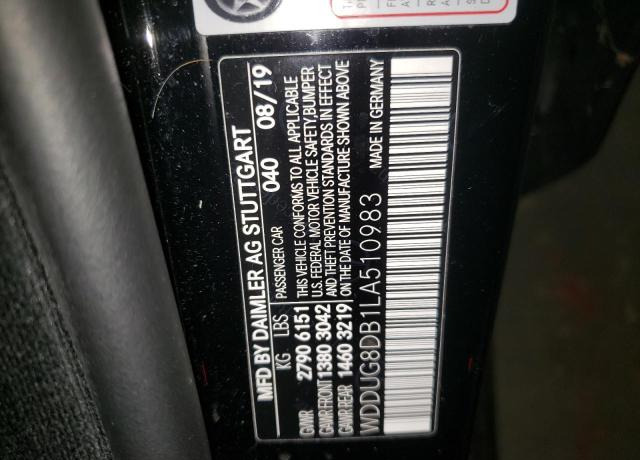 MFD BY DAIMLER AG STUTTGART
KG LBS PASSENGER CAR 040 08/19
GVWR 2790 6151 THIS VEHICLE CONFORMS TO ALL APPLICABLE
U.S. FEDERAL MOTOR VEHICLE SAFETY, BUMPER
GAWR FRONT 1380 3042 AND THEFT PREVENTION STANDARDS IN EFFECT
GAWR REAR 1460 3219 ON THE DATE OF MANUFACTURE SHOWN ABOVE
WDDUG8DB1LA510983 MADE IN GERMANY